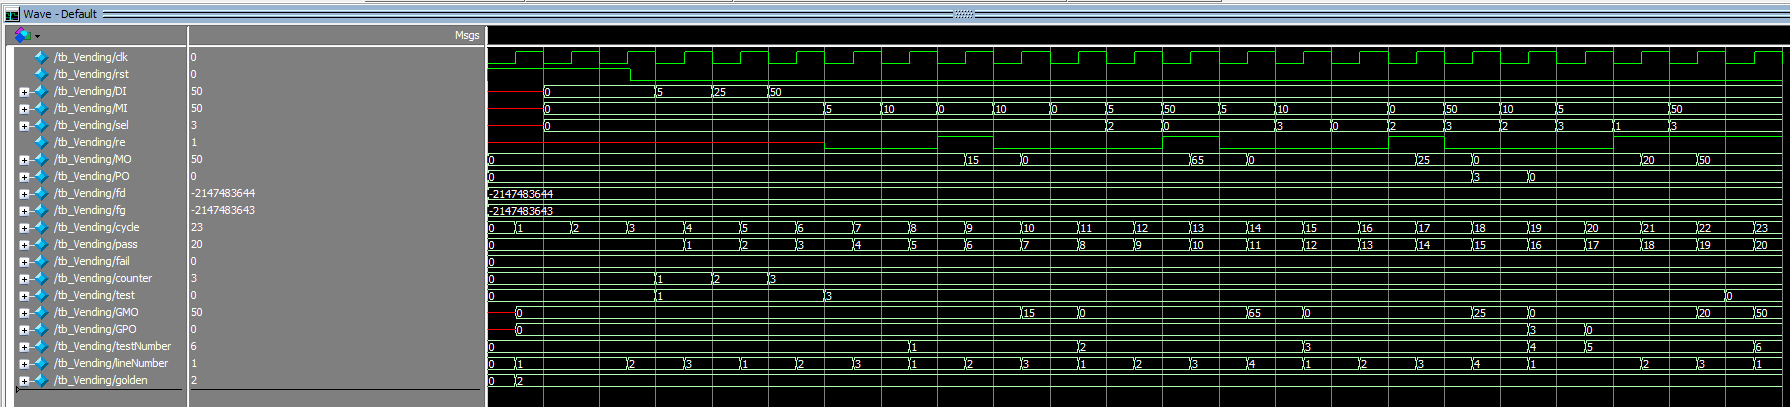 Wave - Default
Msgs
/tb_Vending/clk 0
/tb_Vending/rst 0
/tb_Vending/DI 50 0 5 25 50
/tb_Vending/MI 50 0 5 10 0 10 0 5 50 5 10 0 50 10 5 50
/tb_Vending/sel 3 0 2 0 3 0 2 3 2 3 1 3
/tb_Vending/re 1
/tb_Vending/MO 50 0 15 0 65 0 25 0 20 50
/tb_Vending/PO 0 0 3 0
/tb_Vending/fd -2147483644 -2147483644
/tb_Vending/fg -2147483643 -2147483643
/tb_Vending/cycle 23 0 1 2 3 4 5 6 7 8 9 10 11 12 13 14 15 16 17 18 19 20 21 22 23
/tb_Vending/pass 20 0 1 2 3 4 5 6 7 8 9 10 11 12 13 14 15 16 17 18 19 20
/tb_Vending/fail 0 0
/tb_Vending/counter 3 0 1 2 3
/tb_Vending/test 0 0 1 3 0
/tb_Vending/GMO 50 0 15 0 65 0 25 0 20 50
/tb_Vending/GPO 0 0 3 0
/tb_Vending/testNumber 6 0 1 2 3 4 5 6
/tb_Vending/lineNumber 1 0 1 2 3 1 2 3 1 2 3 1 2 3 4 1 2 3 4 1 2 3 1
/tb_Vending/golden 2 0 2